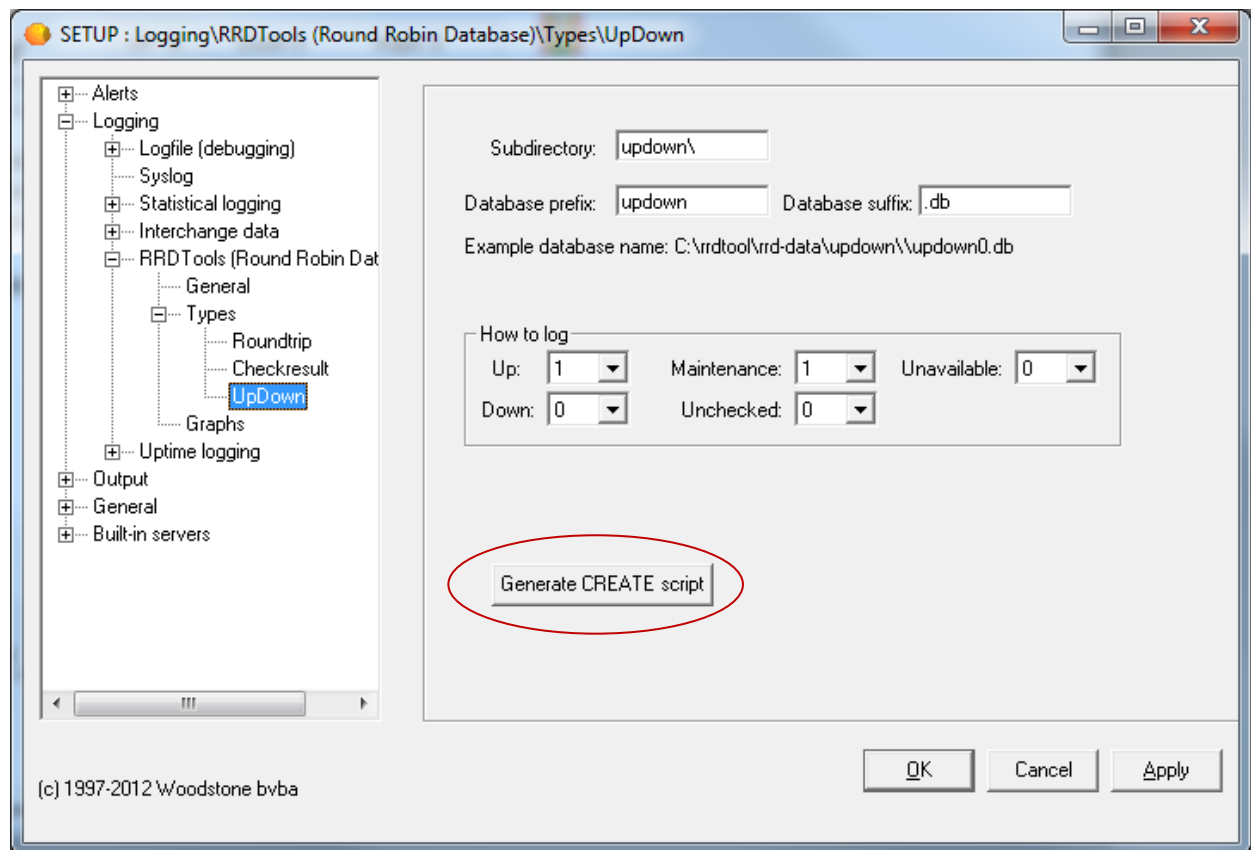 SETUP : Logging\RRDTools (Round Robin Database)\Types\UpDown
Alerts
Logging
Logfile (debugging)
Syslog
Statistical logging
Interchange data
RRDTools (Round Robin Dat
General
Types
Roundtrip
Checkresult
UpDown
Graphs
Uptime logging
Output
General
Built-in servers
Subdirectory: updown\
Database prefix: updown Database suffix: .db
Example database name: C:\rrdtool\rrd-data\updown\\updown0.db
How to log
Up: 1 Maintenance: 1 Unavailable: 0
Down: 0 Unchecked: 0
Generate CREATE script
OK Cancel Apply
(c) 1997-2012 Woodstone bvba